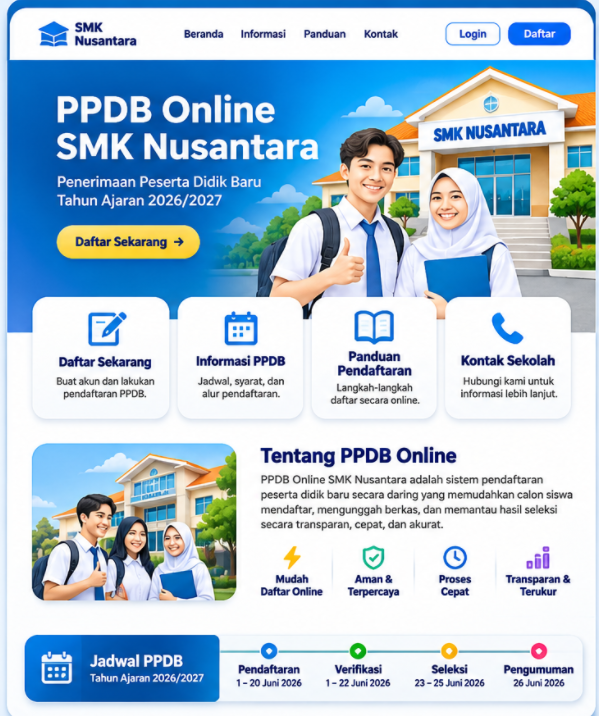 SMK
Nusantara
Beranda
Informasi
Panduan
Kontak
Login
Daftar
PPDB Online
SMK Nusantara
Penerimaan Peserta Didik Baru
Tahun Ajaran 2026/2027
Daftar Sekarang →
SMK NUSANTARA
Daftar Sekarang
Buat akun dan lakukan
pendaftaran PPDB.
Informasi PPDB
Jadwal, syarat, dan
alur pendaftaran.
Panduan
Pendaftaran
Langkah-langkah
daftar secara online.
Kontak Sekolah
Hubungi kami untuk
informasi lebih lanjut.
Tentang PPDB Online
PPDB Online SMK Nusantara adalah sistem pendaftaran
peserta didik baru secara daring yang memudahkan calon siswa
mendaftar, mengunggah berkas, dan memantau hasil seleksi
secara transparan, cepat, dan akurat.
Mudah
Daftar Online
Aman &
Terpercaya
Proses
Cepat
Transparan &
Terukur
Jadwal PPDB
Tahun Ajaran 2026/2027
Pendaftaran
1 – 20 Juni 2026
Verifikasi
1 – 22 Juni 2026
Seleksi
23 – 25 Juni 2026
Pengumuman
26 Juni 2026